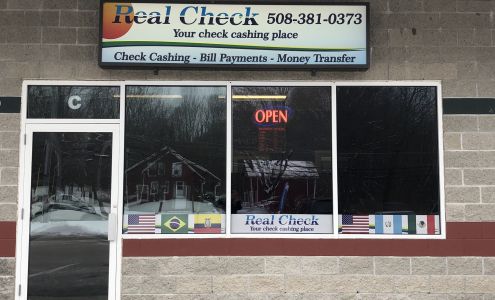 Real Check 508-381-0373
Your check cashing place
Check Cashing - Bill Payments - Money Transfer
C
OPEN
Real Check
Your check cashing place